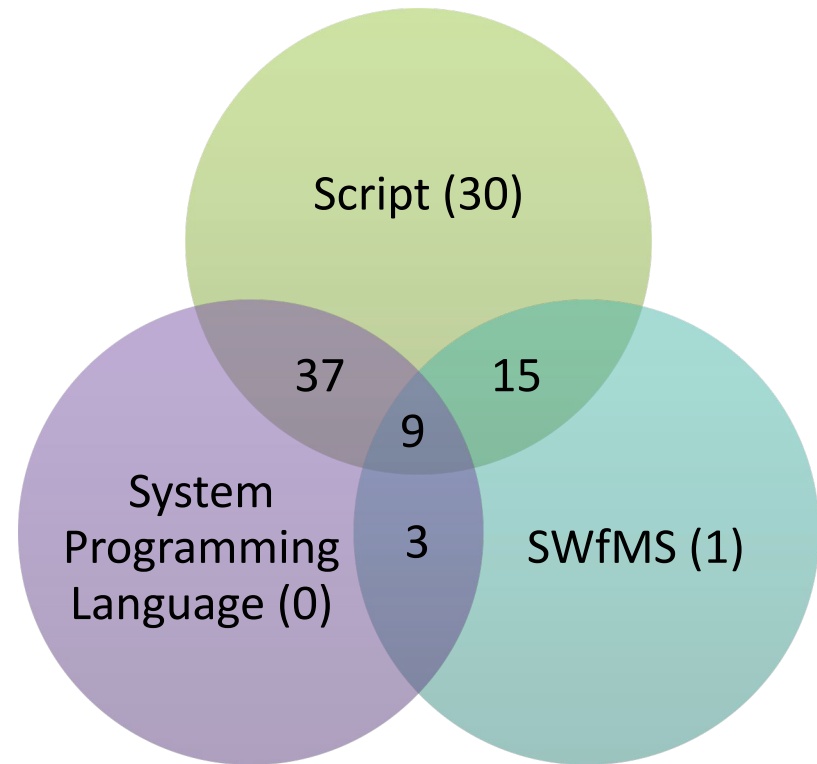 Script (30)
37
15
9
System
Programming
Language (0)
3
SWfMS (1)